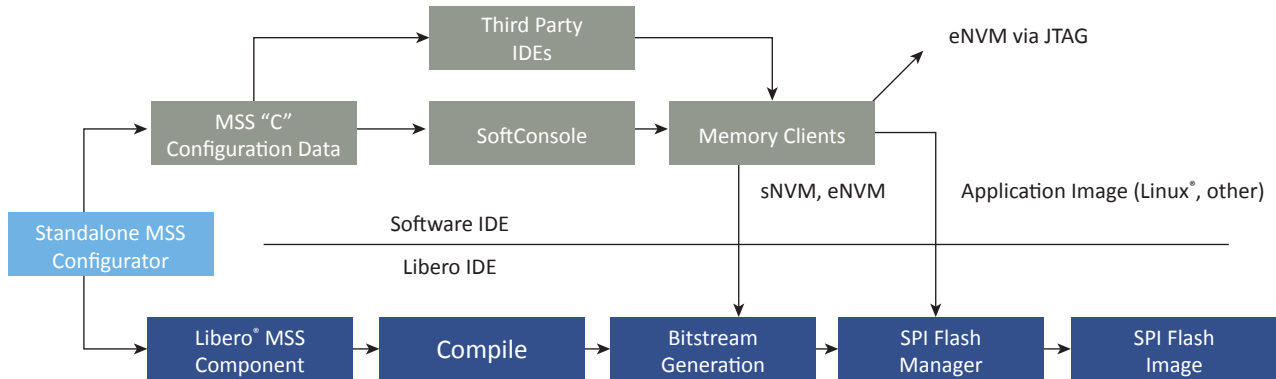 Third Party
IDEs
eNVM via JTAG
MSS “C”
Configuration Data
SoftConsole
Memory Clients
sNVM, eNVM
Application Image (Linux®, other)
Standalone MSS
Configurator
Software IDE
Libero IDE
Libero® MSS
Component
Compile
Bitstream
Generation
SPI Flash
Manager
SPI Flash
Image